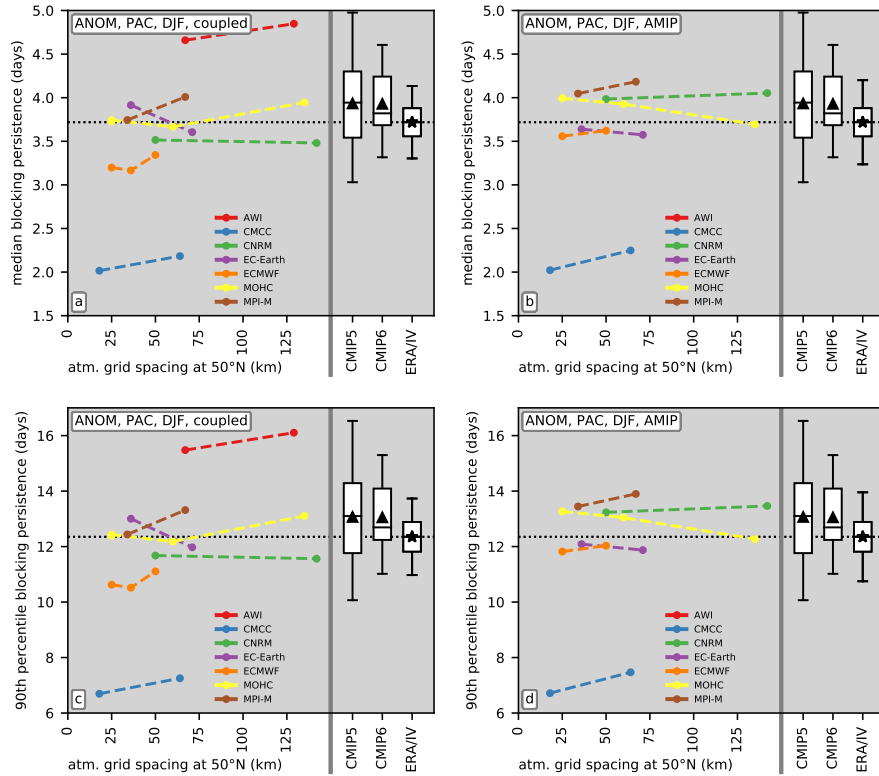 ANOM, PAC, DJF, coupled
median blocking persistence (days)
5.0
4.5
4.0
3.5
3.0
2.5
2.0
1.5
AWI
CMCC
CNRM
EC-Earth
ECMWF
MOHC
MPI-M
a
0
25
50
75
100
125
atm. grid spacing at 50°N (km)
CMIP5
CMIP6
ERA/IV
ANOM, PAC, DJF, AMIP
median blocking persistence (days)
5.0
4.5
4.0
3.5
3.0
2.5
2.0
1.5
AWI
CMCC
CNRM
EC-Earth
ECMWF
MOHC
MPI-M
b
0
25
50
75
100
125
atm. grid spacing at 50°N (km)
CMIP5
CMIP6
ERA/IV
ANOM, PAC, DJF, coupled
90th percentile blocking persistence (days)
16
14
12
10
8
6
AWI
CMCC
CNRM
EC-Earth
ECMWF
MOHC
MPI-M
c
0
25
50
75
100
125
atm. grid spacing at 50°N (km)
CMIP5
CMIP6
ERA/IV
ANOM, PAC, DJF, AMIP
90th percentile blocking persistence (days)
16
14
12
10
8
6
AWI
CMCC
CNRM
EC-Earth
ECMWF
MOHC
MPI-M
d
0
25
50
75
100
125
atm. grid spacing at 50°N (km)
CMIP5
CMIP6
ERA/IV